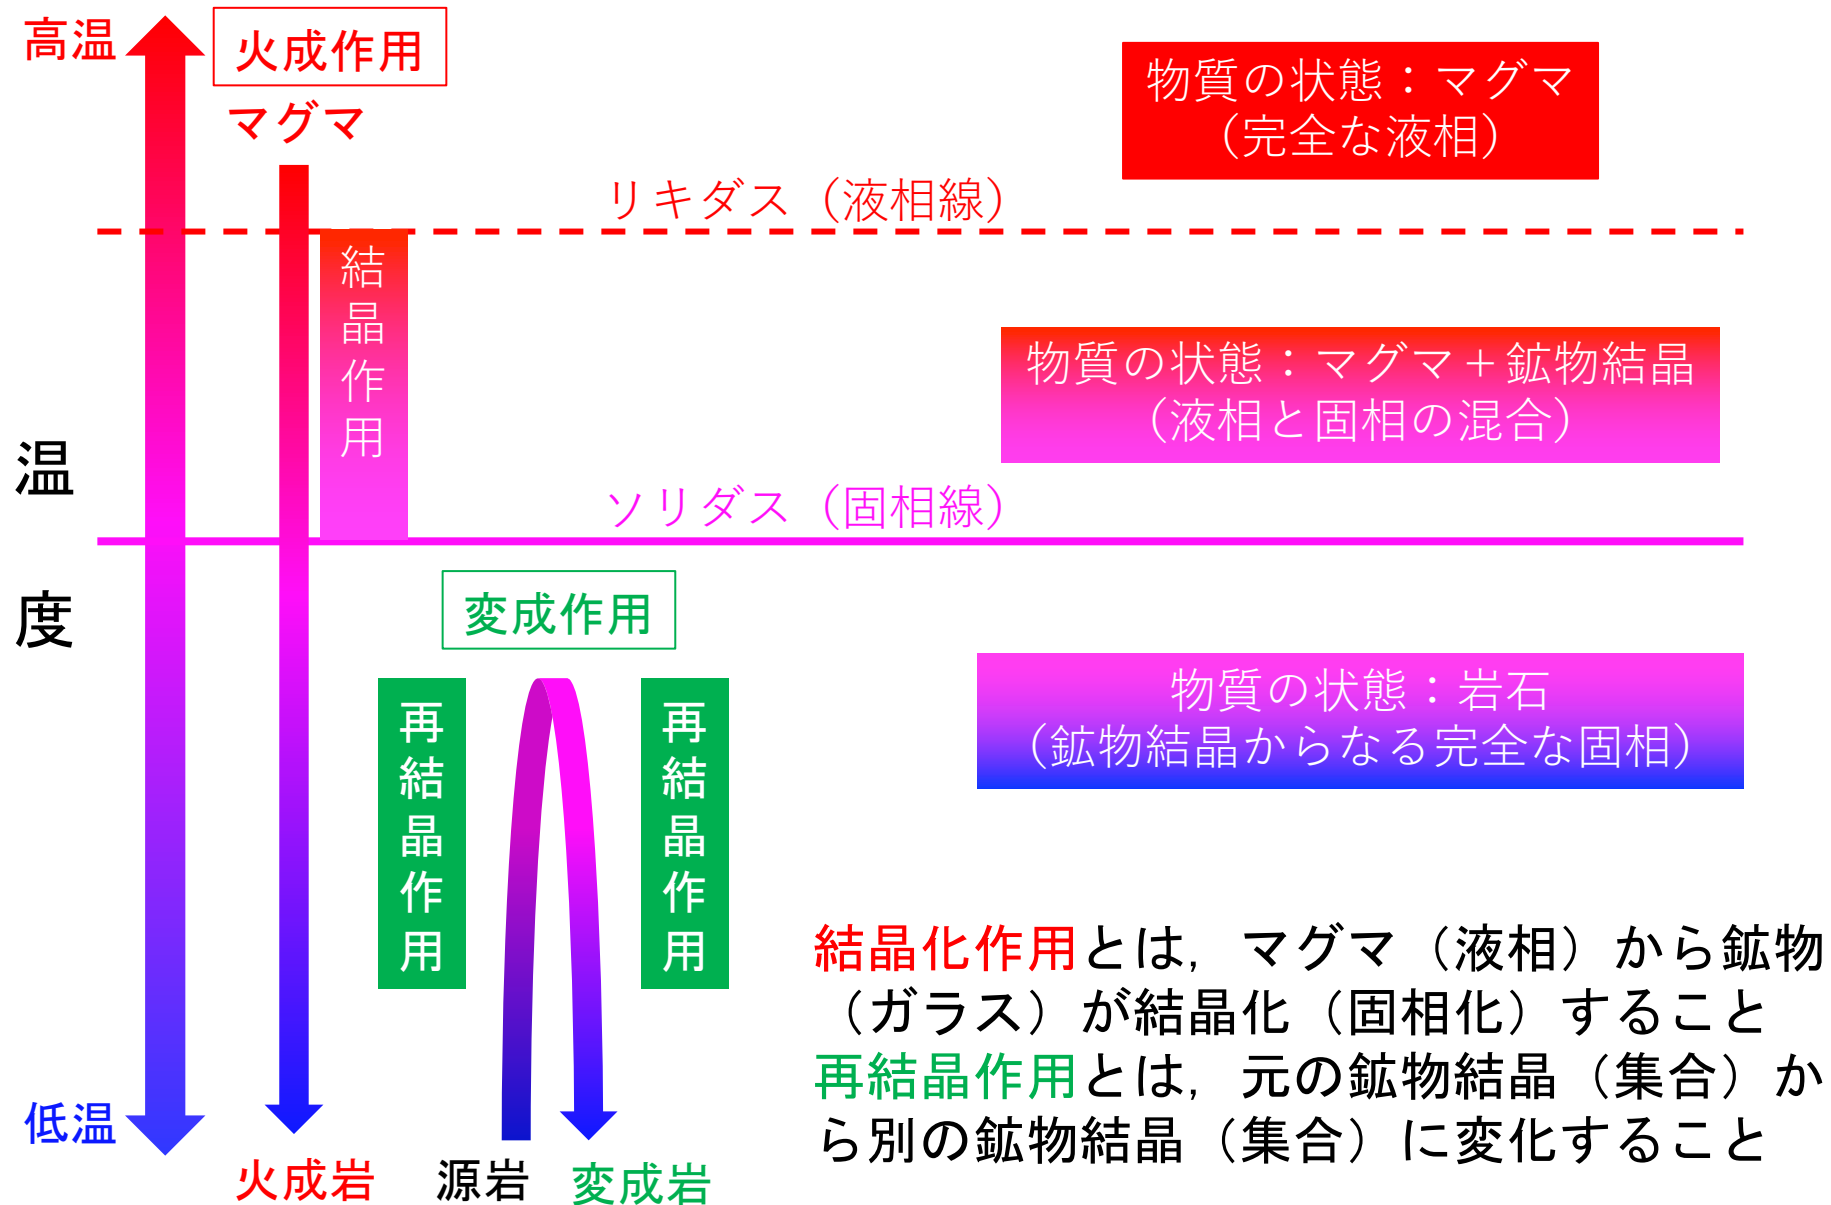 高温
火成作用
マグマ
物質の状態：マグマ
（完全な液相）
リキダス（液相線）
結
晶
作
用
物質の状態：マグマ＋鉱物結晶
（液相と固相の混合）
温
度
ソリダス（固相線）
変成作用
再
結
晶
作
用
再
結
晶
作
用
物質の状態：岩石
（鉱物結晶からなる完全な固相）
結晶化作用とは，マグマ（液相）から鉱物
（ガラス）が結晶化（固相化）すること
再結晶作用とは，元の鉱物結晶（集合）か
ら別の鉱物結晶（集合）に変化すること
低温
火成岩
源岩
変成岩